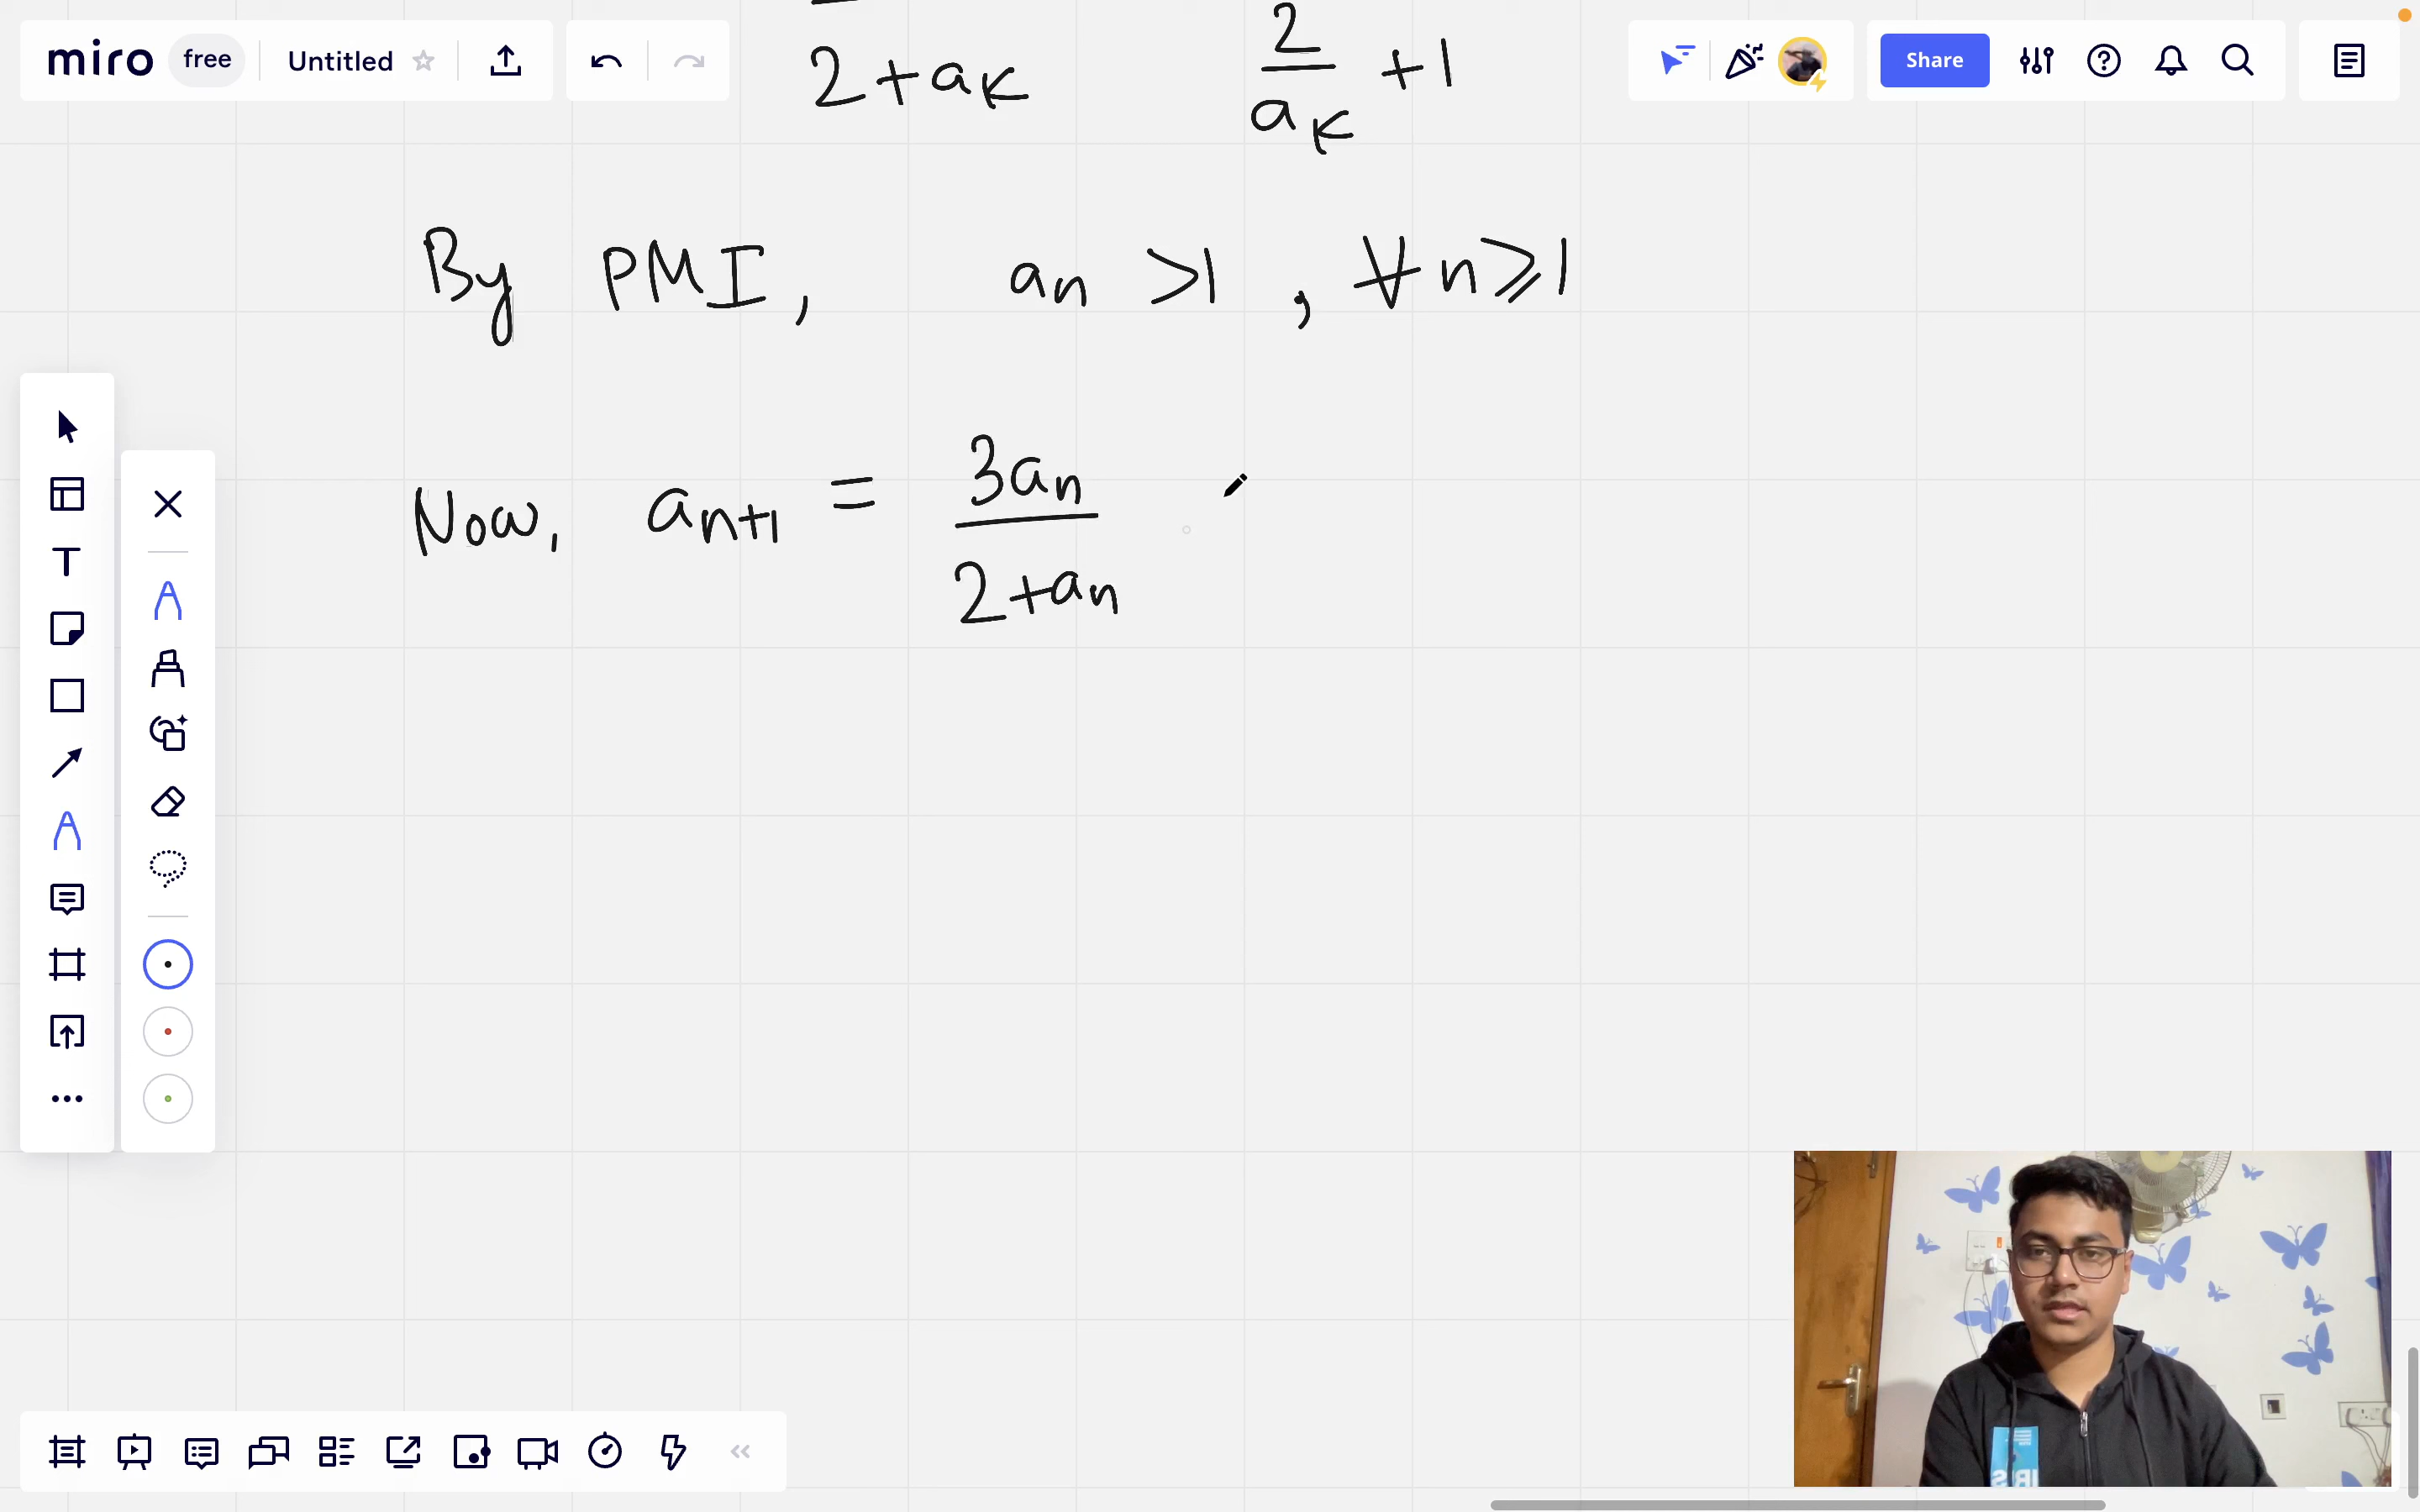 miro free Untitled Share
2+aₖ 2/aₖ +1
By PMI, aₙ >1 , ∀n⩾1
Now, aₙ₊₁ = 3aₙ/2+aₙ